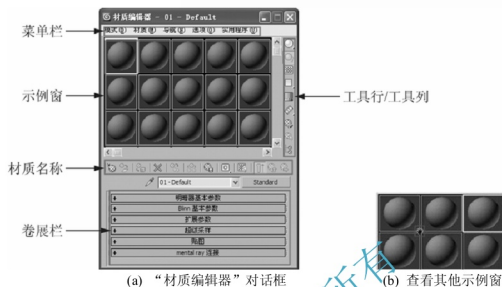 材质编辑器 - 01 - Default
模式(D) 材质(M) 导航(N) 选项(O) 实用程序(U)
菜单栏
示例窗
工具行/工具列
材质名称
01 - Default
Standard
明暗器基本参数
Blinn 基本参数
扩展参数
超级采样
贴图
mental ray 连接
卷展栏
(a) “材质编辑器”对话框
(b) 查看其他示例窗
所有